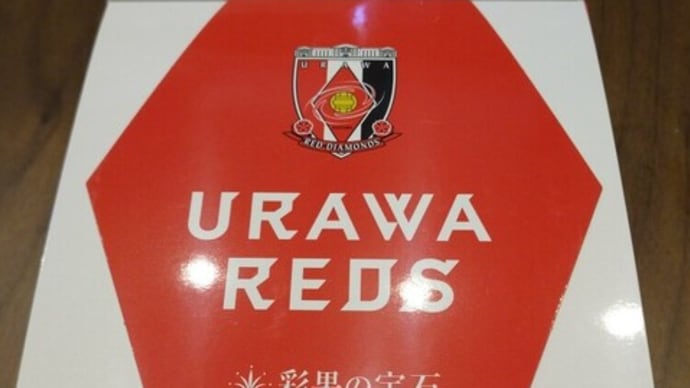 URAWA
RED DIAMONDS
URAWA
REDS
彩果の宝石